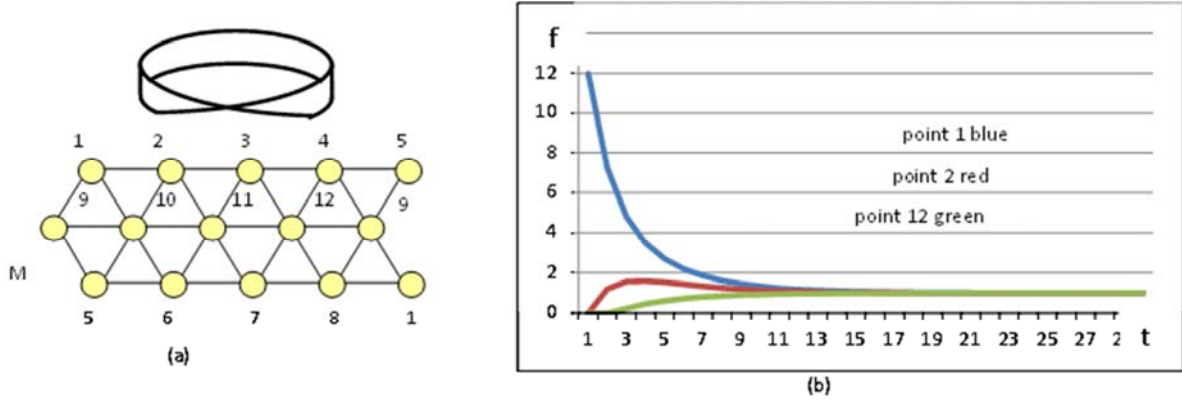 1 2 3 4 5
9 10 11 12 9
M
5 6 7 8 1
(a)
f
12
10
8
6
4
2
0
point 1 blue
point 2 red
point 12 green
1 3 5 7 9 11 13 15 17 19 21 23 25 27 2 t
(b)